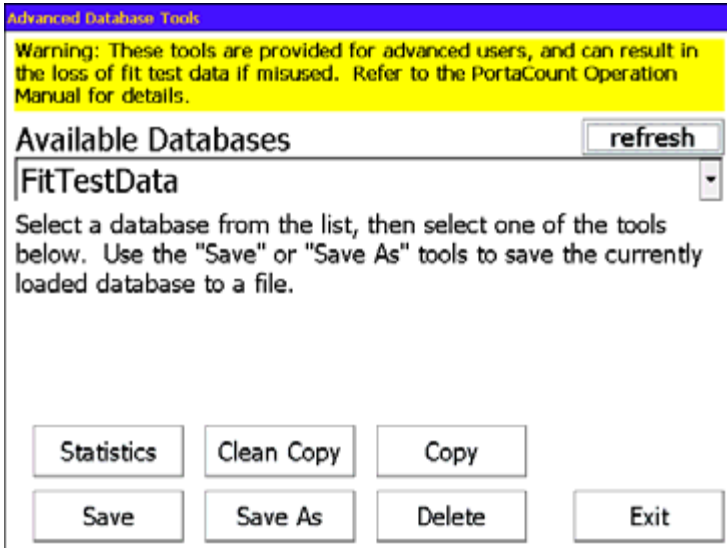 Advanced Database Tools
Warning: These tools are provided for advanced users, and can result in
the loss of fit test data if misused. Refer to the PortaCount Operation
Manual for details.
Available Databases
refresh
FitTestData
Select a database from the list, then select one of the tools
below. Use the "Save" or "Save As" tools to save the currently
loaded database to a file.
Statistics
Clean Copy
Copy
Save
Save As
Delete
Exit